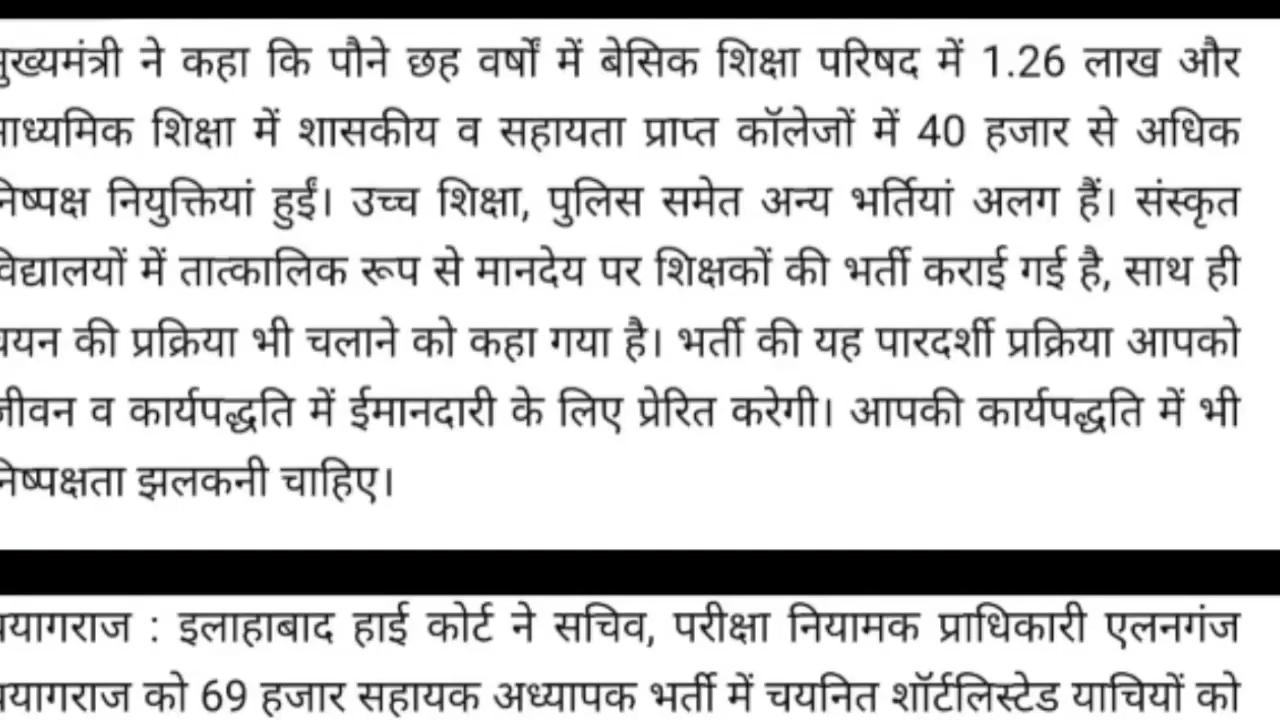 मुख्यमंत्री ने कहा कि पौने छह वर्षों में बेसिक शिक्षा परिषद में 1.26 लाख और
माध्यमिक शिक्षा में शासकीय व सहायता प्राप्त कॉलेजों में 40 हजार से अधिक
निष्पक्ष नियुक्तियां हुईं। उच्च शिक्षा, पुलिस समेत अन्य भर्तियां अलग हैं। संस्कृत
विद्यालयों में तात्कालिक रूप से मानदेय पर शिक्षकों की भर्ती कराई गई है, साथ ही
चयन की प्रक्रिया भी चलाने को कहा गया है। भर्ती की यह पारदर्शी प्रक्रिया आपको
जीवन व कार्यपद्धति में ईमानदारी के लिए प्रेरित करेगी। आपकी कार्यपद्धति में भी
निष्पक्षता झलकनी चाहिए।
प्रयागराज : इलाहाबाद हाई कोर्ट ने सचिव, परीक्षा नियामक प्राधिकारी एलनगंज
प्रयागराज को 69 हजार सहायक अध्यापक भर्ती में चयनित शॉर्टलिस्टेड याचियों को